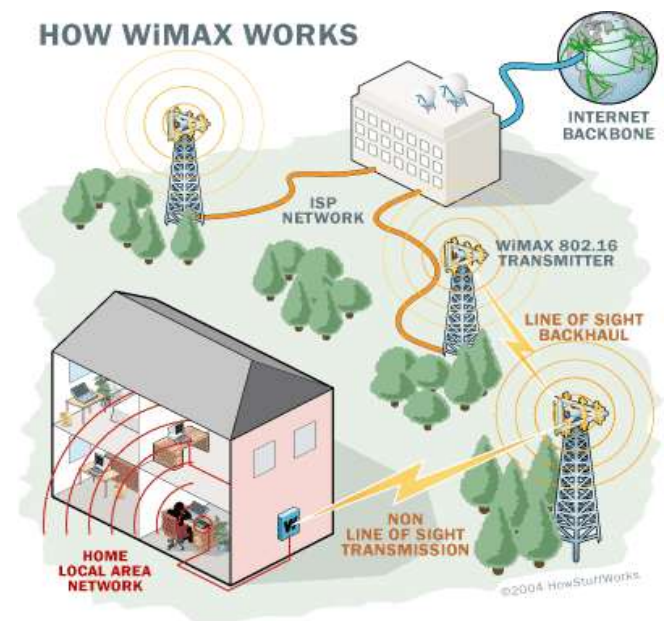 HOW WiMAX WORKS
INTERNET
BACKBONE
ISP
NETWORK
WiMAX 802.16
TRANSMITTER
LINE OF SIGHT
BACKHAUL
NON
LINE OF SIGHT
TRANSMISSION
HOME
LOCAL AREA
NETWORK
©2004 HowStuffWorks